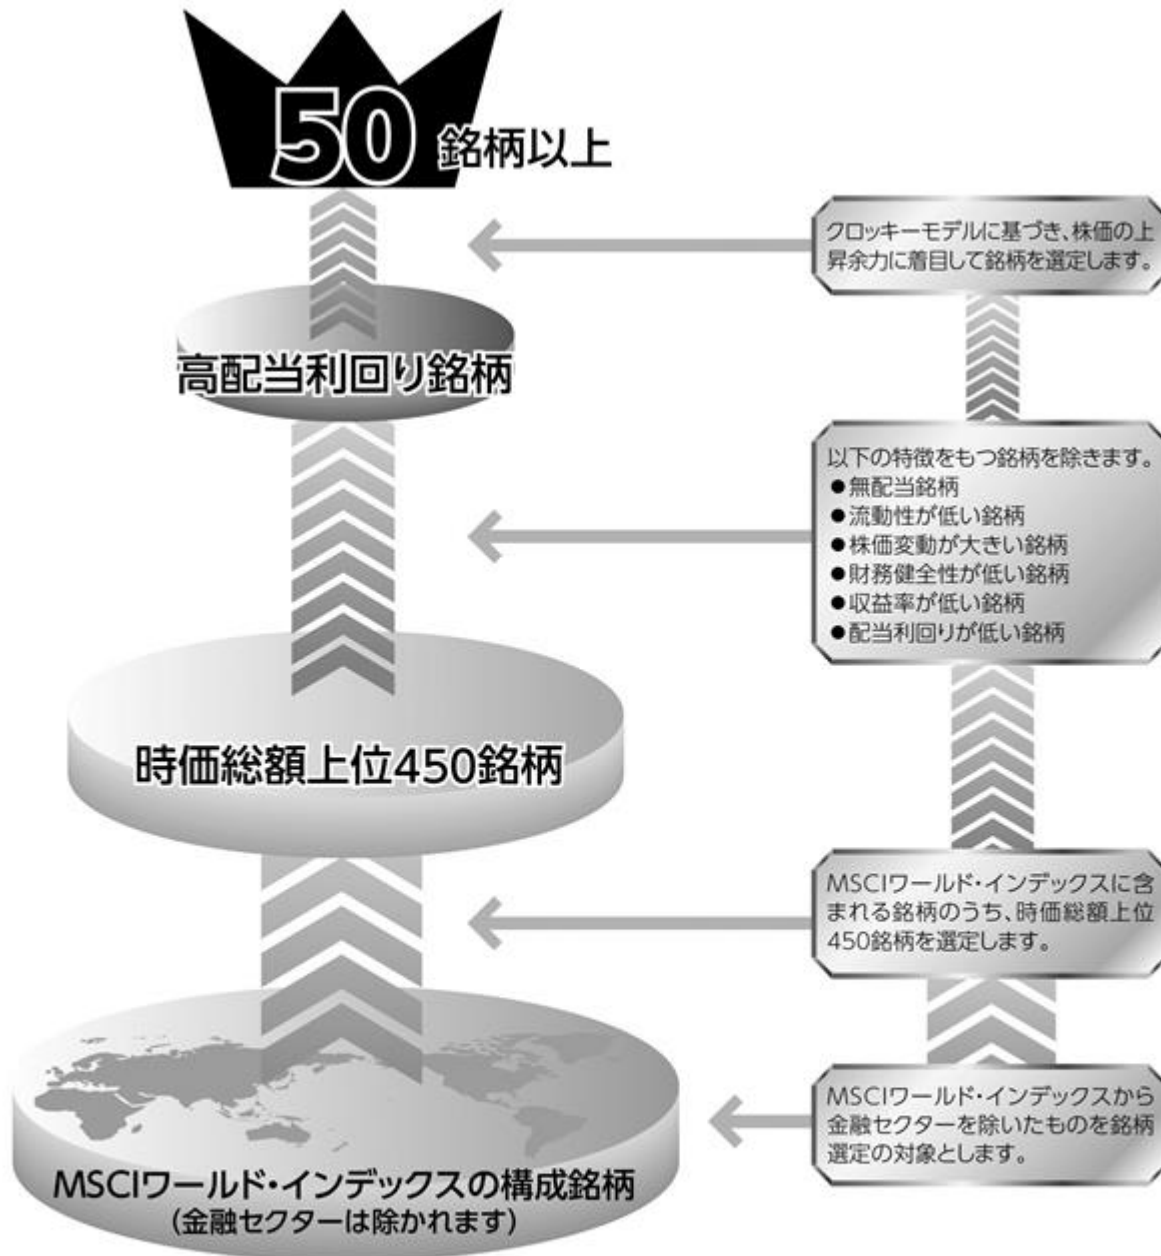 50 銘柄以上
クロッキーモデルに基づき、株価の上
昇余力に着目して銘柄を選定します。
高配当利回り銘柄
以下の特徴をもつ銘柄を除きます。
●無配当銘柄
●流動性が低い銘柄
●株価変動が大きい銘柄
●財務健全性が低い銘柄
●収益率が低い銘柄
●配当利回りが低い銘柄
時価総額上位450銘柄
MSCIワールド・インデックスに含
まれる銘柄のうち、時価総額上位
450銘柄を選定します。
MSCIワールド・インデックスから
金融セクターを除いたものを銘柄
選定の対象とします。
MSCIワールド・インデックスの構成銘柄
(金融セクターは除かれます)